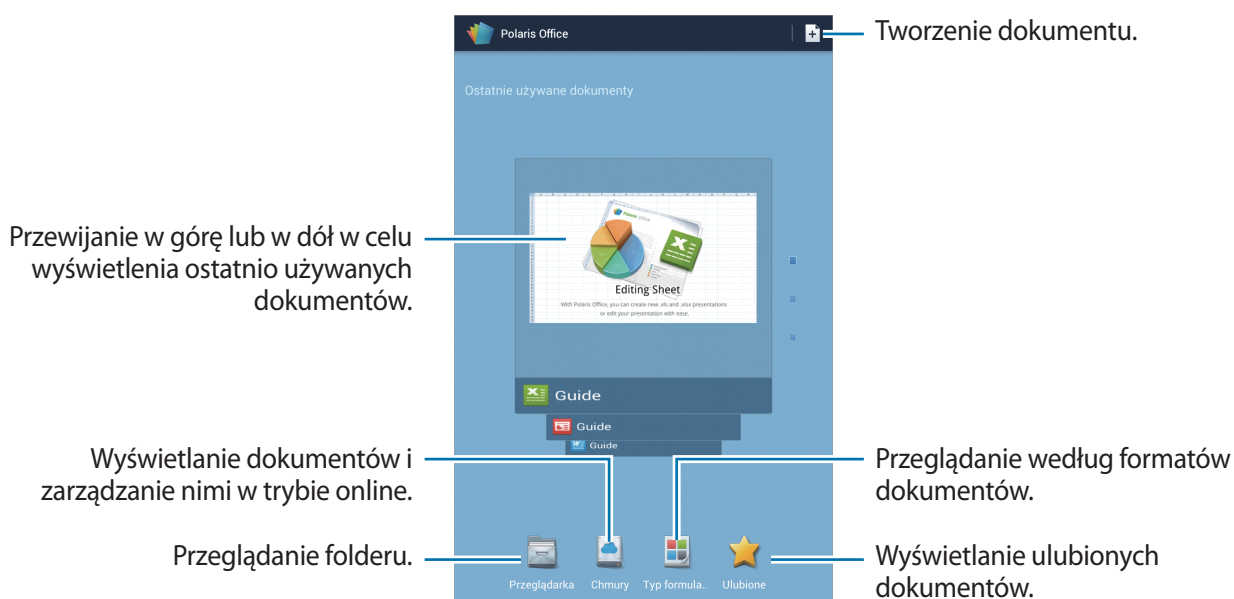 Polaris Office
Tworzenie dokumentu.
Ostatnie używane dokumenty
Przewijanie w górę lub w dół w celu
wyświetlenia ostatnio używanych
dokumentów.
Polaris Office
Editing Sheet
With Polaris Office, you can create new .xls and .xlsx presentations
or edit your presentation with ease.
Guide
Guide
Guide
Wyświetlanie dokumentów i
zarządzanie nimi w trybie online.
Przeglądanie według formatów
dokumentów.
Przeglądanie folderu.
Wyświetlanie ulubionych
dokumentów.
Przeglądarka
Chmury
Typ formula..
Ulubione